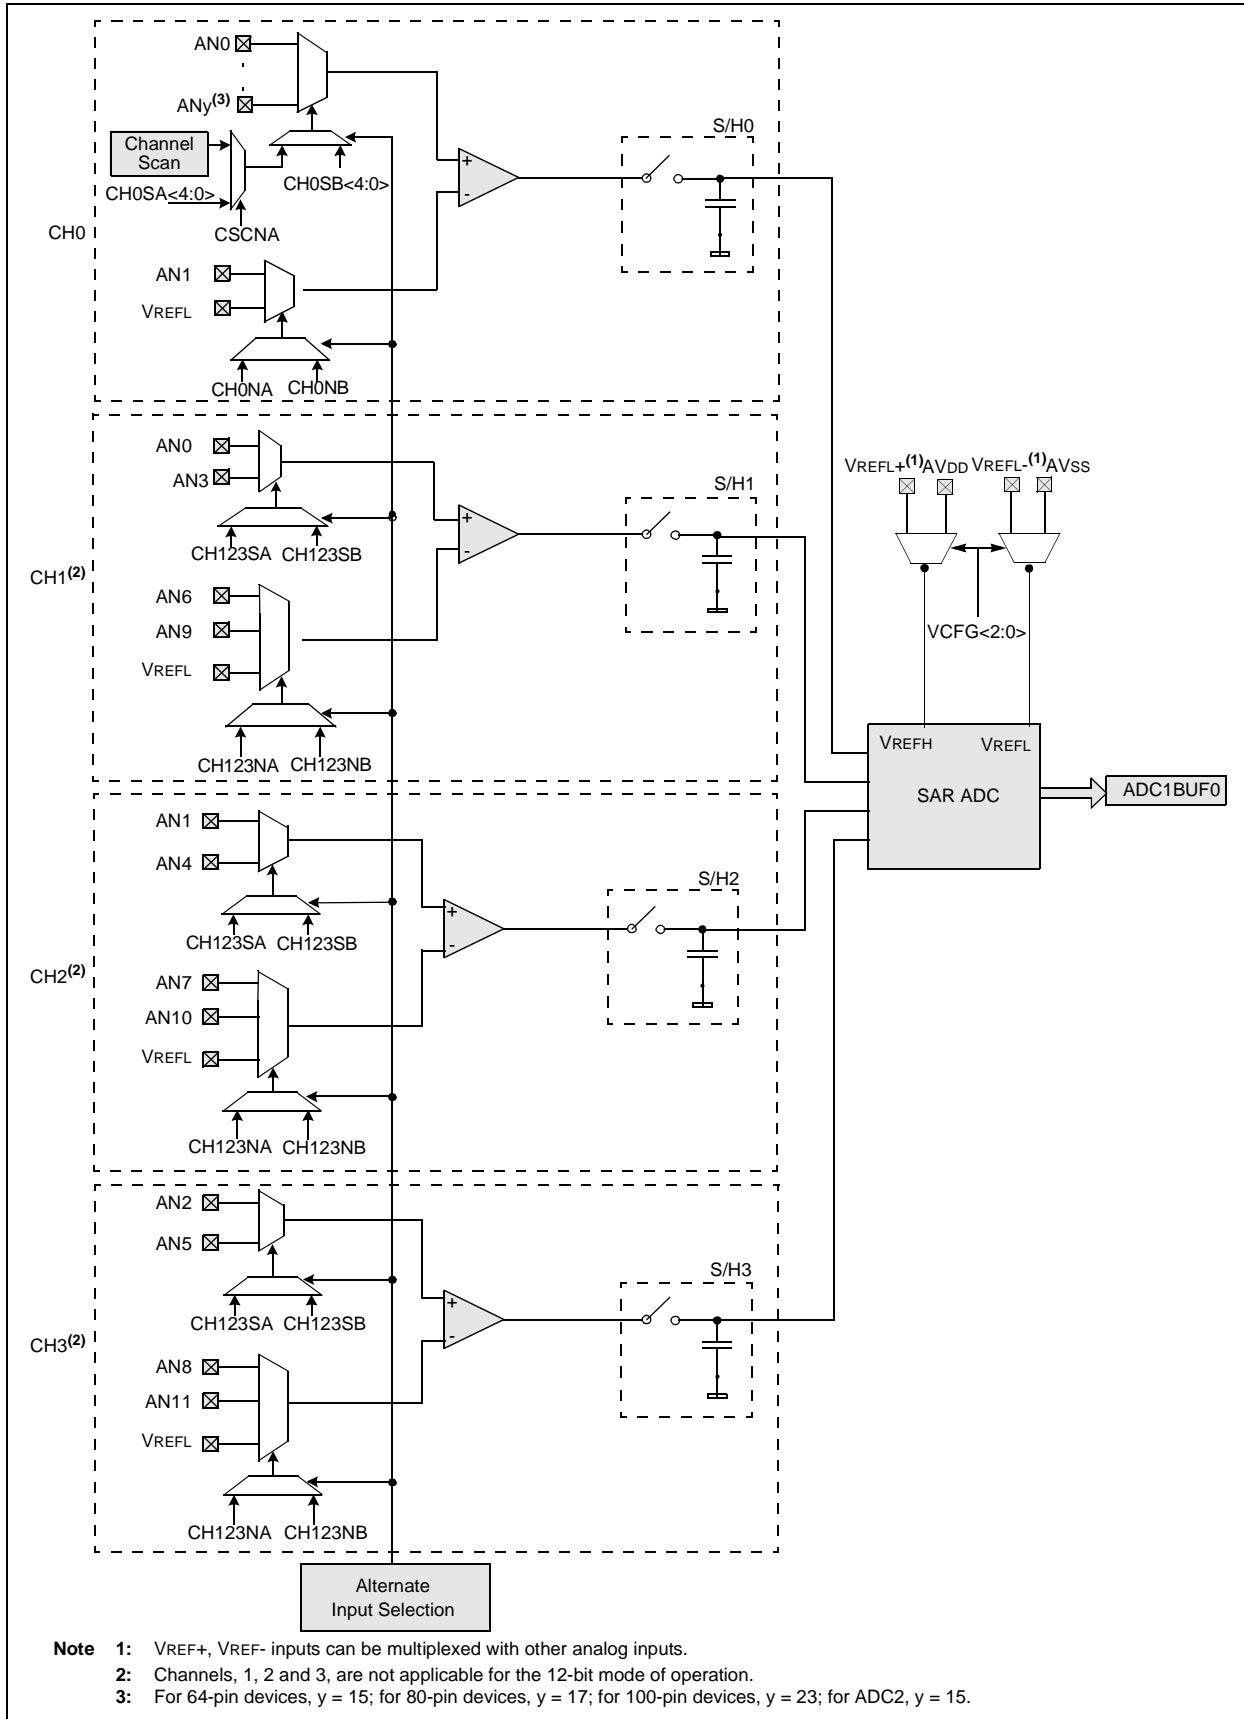 AN0
ANy(3)
S/H0
Channel
Scan
+
-
CH0SA<4:0>
CH0SB<4:0>
CSCNA
CH0
AN1
VREFL
CH0NA CH0NB
AN0
AN3
VREFL+(1) AVDD VREFL-(1) AVSS
S/H1
+
-
CH123SA CH123SB
CH1(2)
AN6
AN9
VREFL
VCFG<2:0>
CH123NA CH123NB
VREFH VREFL
SAR ADC
ADC1BUF0
AN1
AN4
S/H2
+
-
CH123SA CH123SB
CH2(2)
AN7
AN10
VREFL
CH123NA CH123NB
AN2
AN5
S/H3
+
-
CH123SA CH123SB
CH3(2)
AN8
AN11
VREFL
CH123NA CH123NB
Alternate
Input Selection
Note 1: VREF+, VREF- inputs can be multiplexed with other analog inputs.
2: Channels, 1, 2 and 3, are not applicable for the 12-bit mode of operation.
3: For 64-pin devices, y = 15; for 80-pin devices, y = 17; for 100-pin devices, y = 23; for ADC2, y = 15.